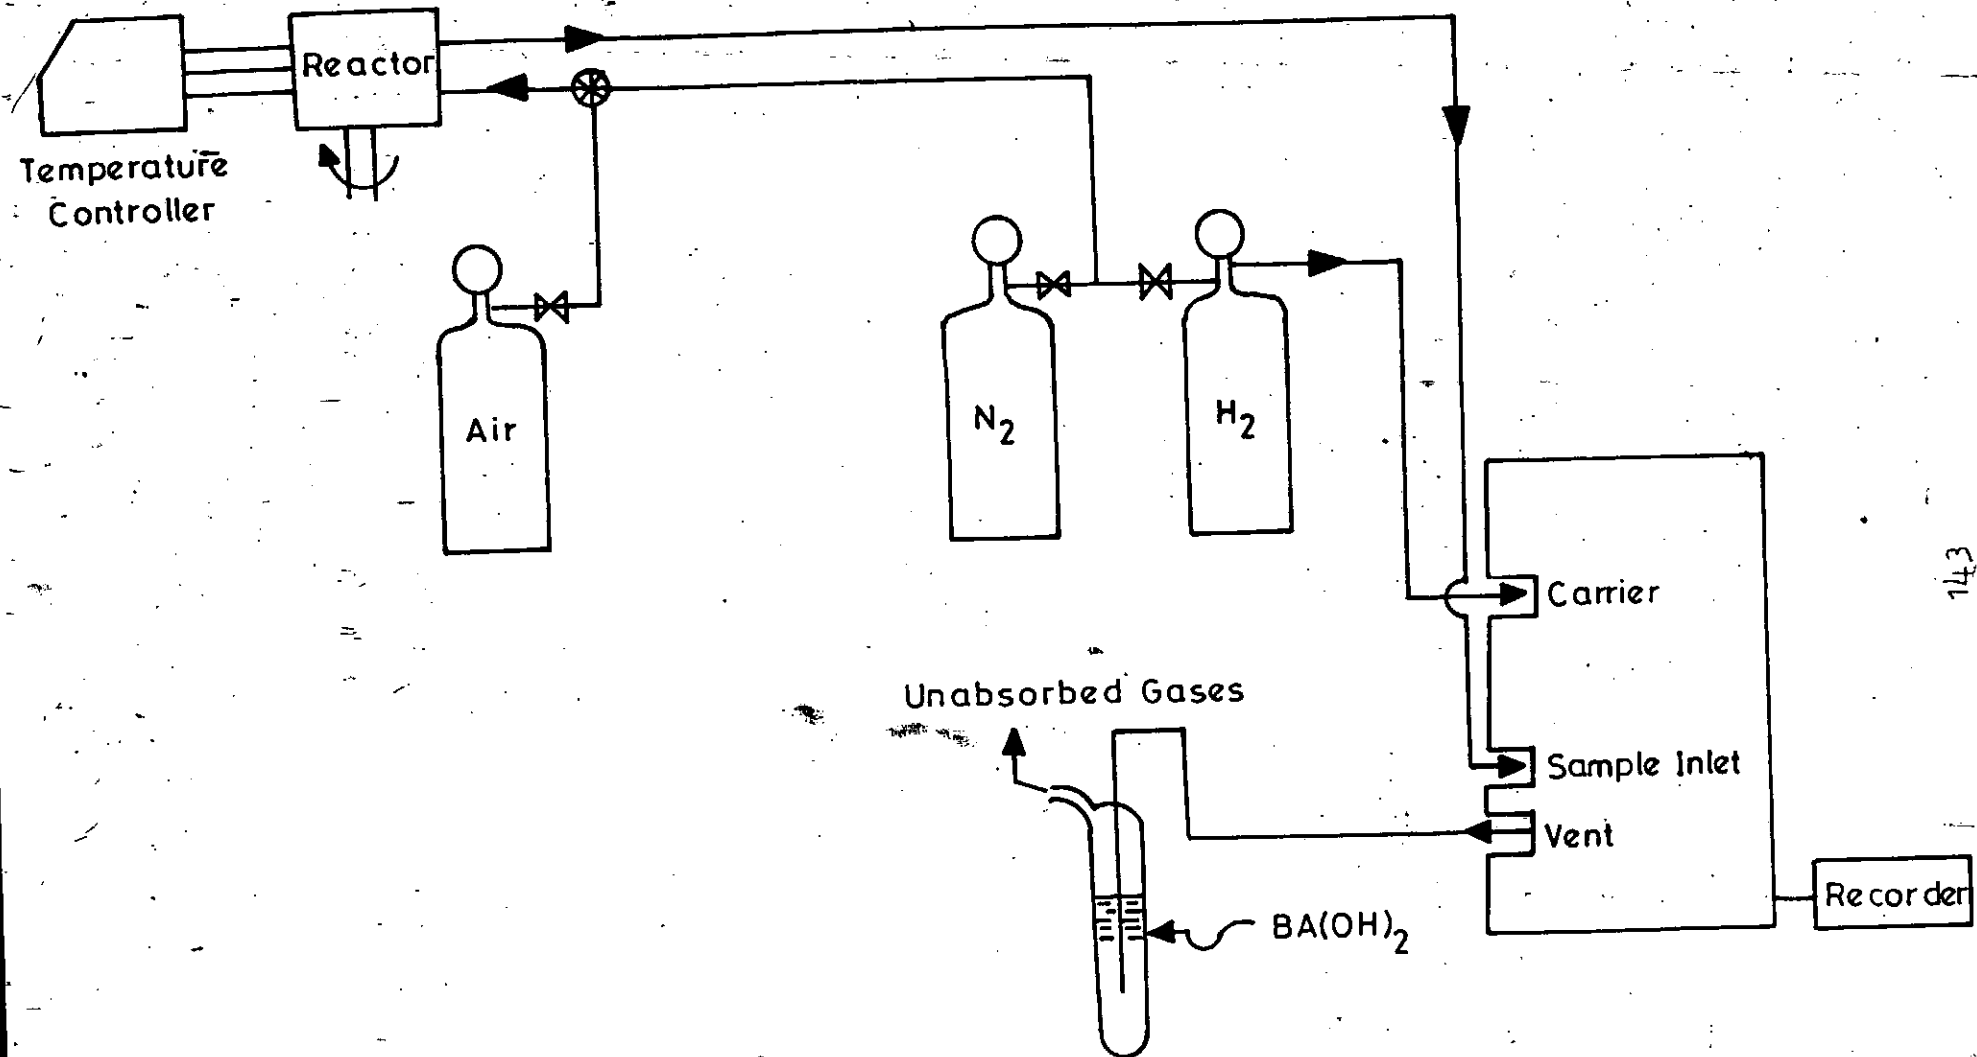 Reactor
Temperature
Controller
Air
N2
H2
Carrier
Unabsorbed Gases
Sample Inlet
Vent
Recorder
BA(OH)2
143